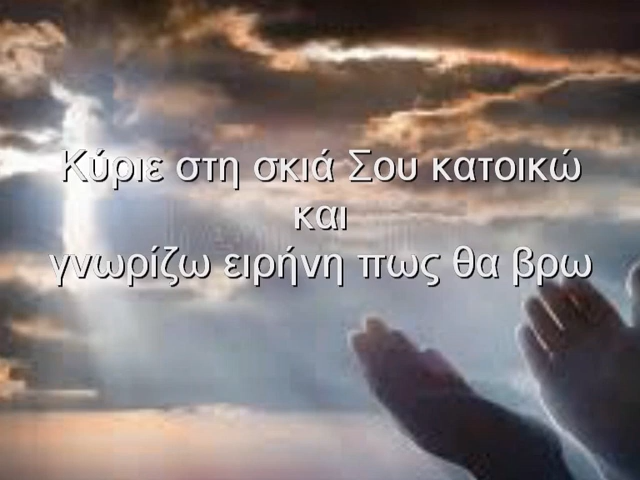 Κύριε στη σκιά Σου κατοικώ
και
γνωρίζω ειρήνη πως θα βρω